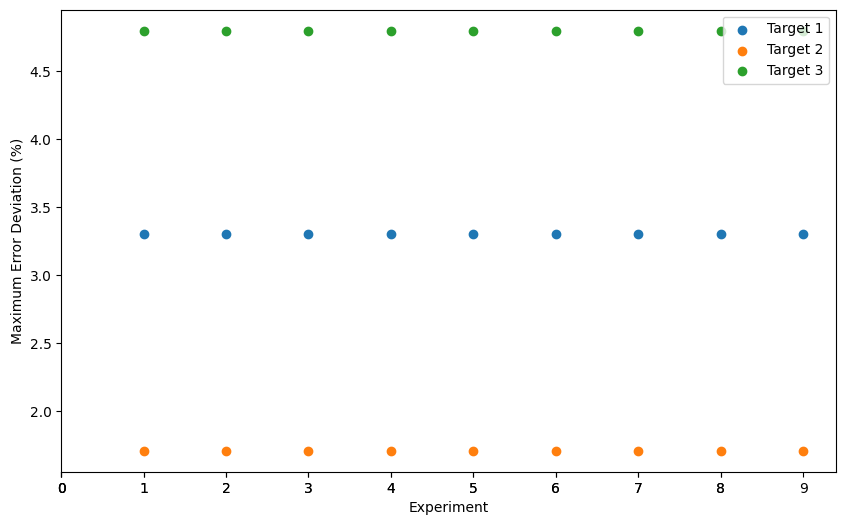 Target 1
Target 2
Target 3
Maximum Error Deviation (%)
4.5
4.0
3.5
3.0
2.5
2.0
0 1 2 3 4 5 6 7 8 9
Experiment